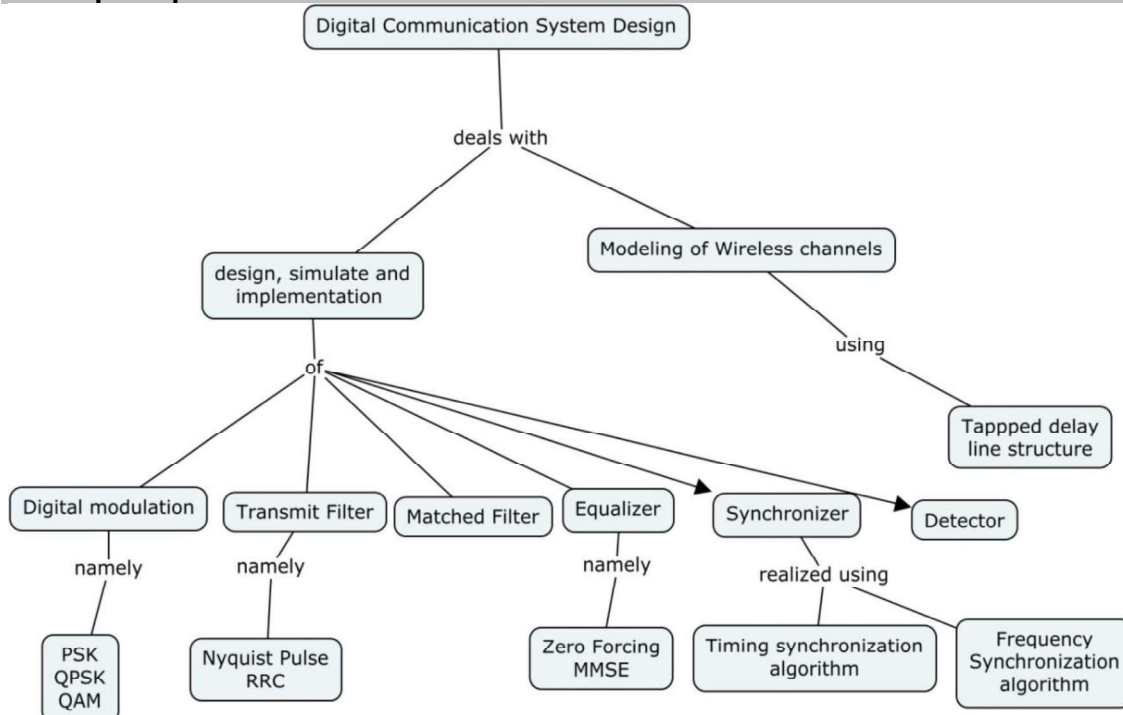 Digital Communication System Design
deals with
Modeling of Wireless channels
design, simulate and
implementation
using
of
Tappped delay
line structure
Digital modulation
Transmit Filter
Matched Filter
Equalizer
Synchronizer
Detector
namely
namely
namely
realized using
PSK
QPSK
QAM
Nyquist Pulse
RRC
Zero Forcing
MMSE
Timing synchronization
algorithm
Frequency
Synchronization
algorithm